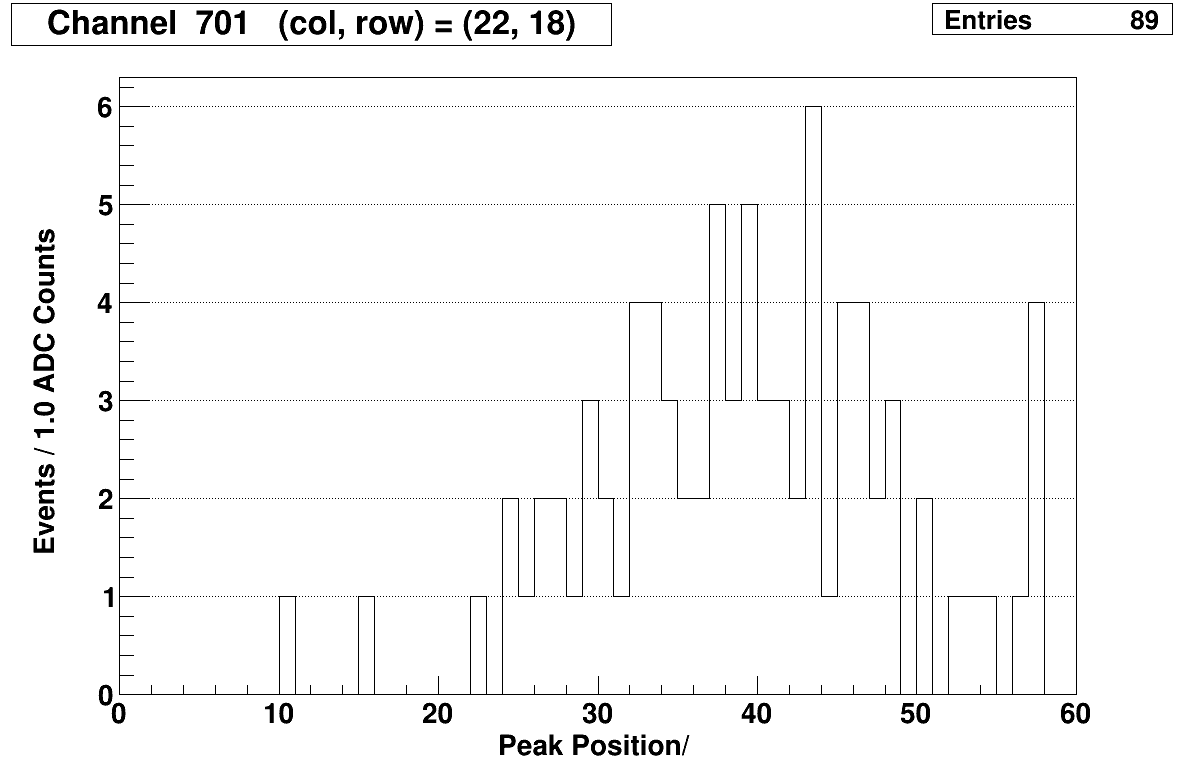 Channel 701 (col, row) = (22, 18)
Entries 89
6
5
4
3
2
1
0
Events / 1.0 ADC Counts
0 10 20 30 40 50 60
Peak Position/